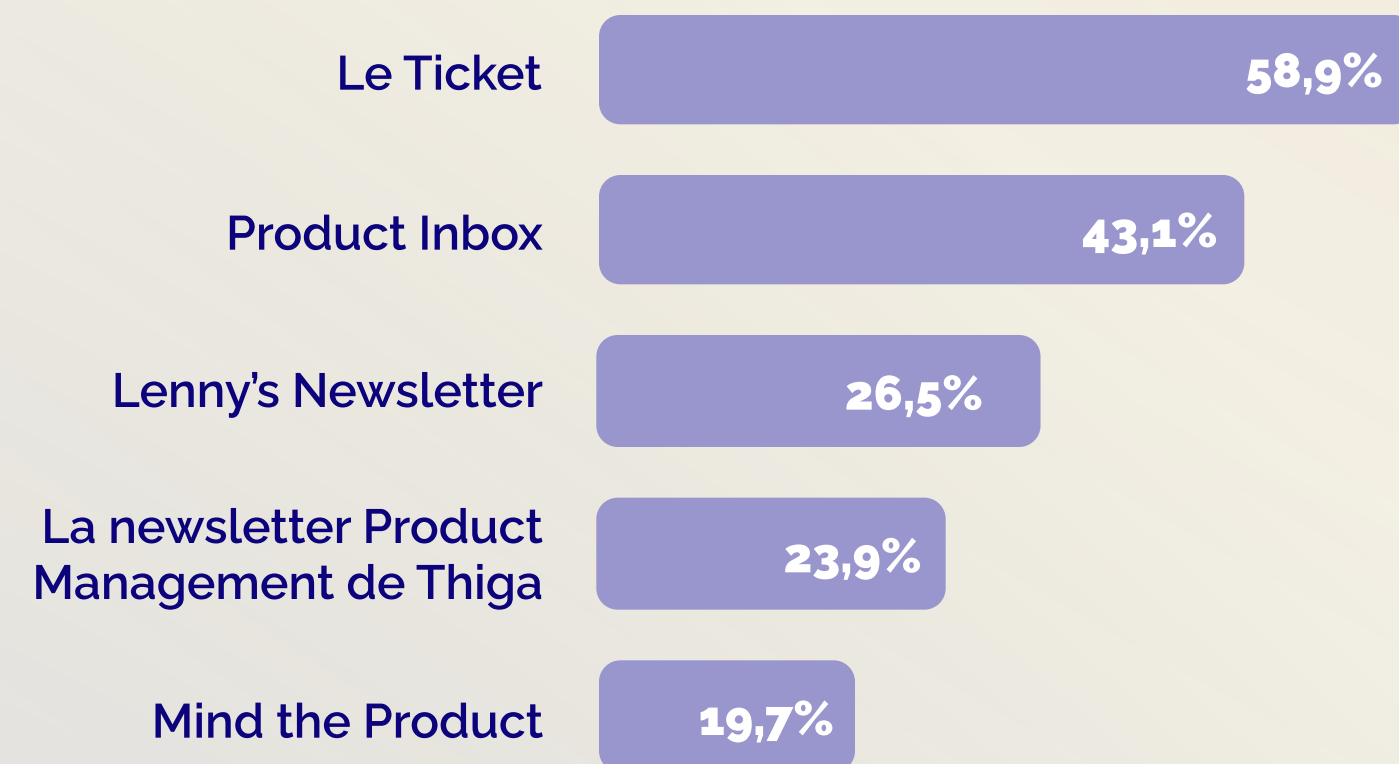 Le Ticket
58,9%
Product Inbox
43,1%
Lenny’s Newsletter
26,5%
La newsletter Product
Management de Thiga
23,9%
Mind the Product
19,7%